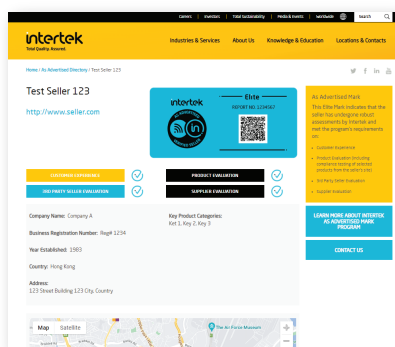 Careers | Investors | Total Sustainability | Media & Events | Worldwide Search
intertek
Total Quality. Assured.
Industries & Services About Us Knowledge & Education Locations & Contacts
Home / As Advertised Directory / Test Seller 123
Test Seller 123
http://www.seller.com
intertek
AS ADVERTISED
in
VERIFIED SELLER
Elite
REPORT NO. 1234567
As Advertised Mark
This Elite Mark indicates that the
seller has undergone robust
assessments by Intertek and
met the program's requirements
on:
Customer Experience
Product Evaluation (including
compliance testing of selected
products from the seller's site)
3rd Party Seller Evaluation
Supplier Evaluation
CUSTOMER EXPERIENCE
PRODUCT EVALUATION
3RD PARTY SELLER EVALUATION
SUPPLIER EVALUATION
LEARN MORE ABOUT INTERTEK
AS ADVERTISED MARK
PROGRAM
CONTACT US
Company Name: Company A
Business Registration Number: Reg# 1234
Year Established: 1983
Country: Hong Kong
Address:
123 Street Building 123 City, Country
Key Product Categories:
Ket 1, Key 2, Key 3
Map Satellite
The Air Force Museum